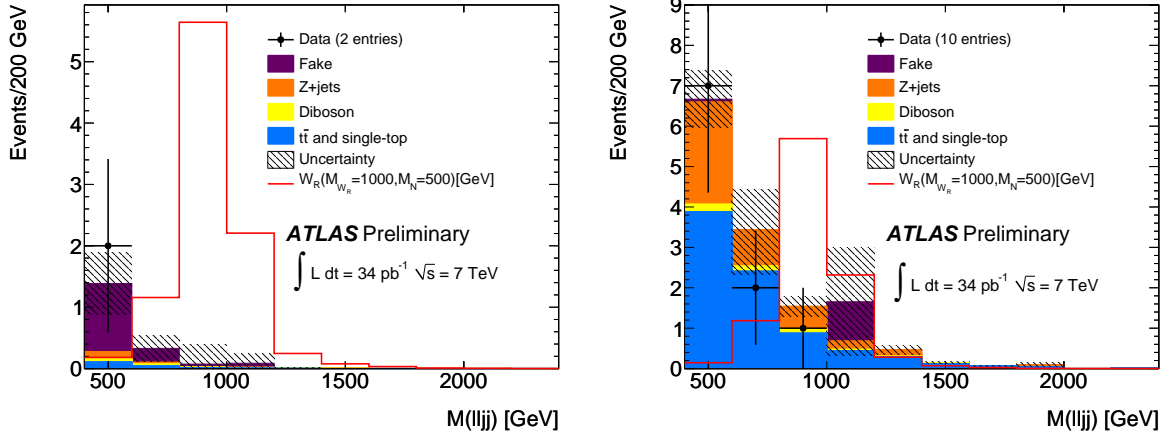 Events/200 GeV
5
4
3
2
1
0
Data (2 entries)
Fake
Z+jets
Diboson
tt̄ and single-top
Uncertainty
W_R(M_{W_R}=1000,M_N=500)[GeV]
ATLAS Preliminary
∫ L dt = 34 pb⁻¹ √s = 7 TeV
500 1000 1500 2000
M(lljj) [GeV]
Events/200 GeV
9
8
7
6
5
4
3
2
1
0
Data (10 entries)
Fake
Z+jets
Diboson
tt̄ and single-top
Uncertainty
W_R(M_{W_R}=1000,M_N=500)[GeV]
ATLAS Preliminary
∫ L dt = 34 pb⁻¹ √s = 7 TeV
500 1000 1500 2000
M(lljj) [GeV]